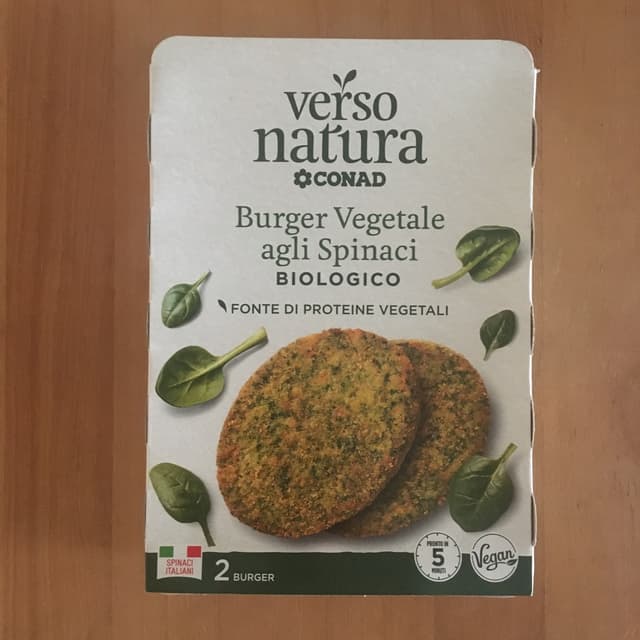 verso
natura
CONAD
Burger Vegetale
agli Spinaci
BIOLOGICO
FONTE DI PROTEINE VEGETALI
SPINACI
ITALIANI
2 BURGER
PRONTO IN
5
MINUTI
Vegan